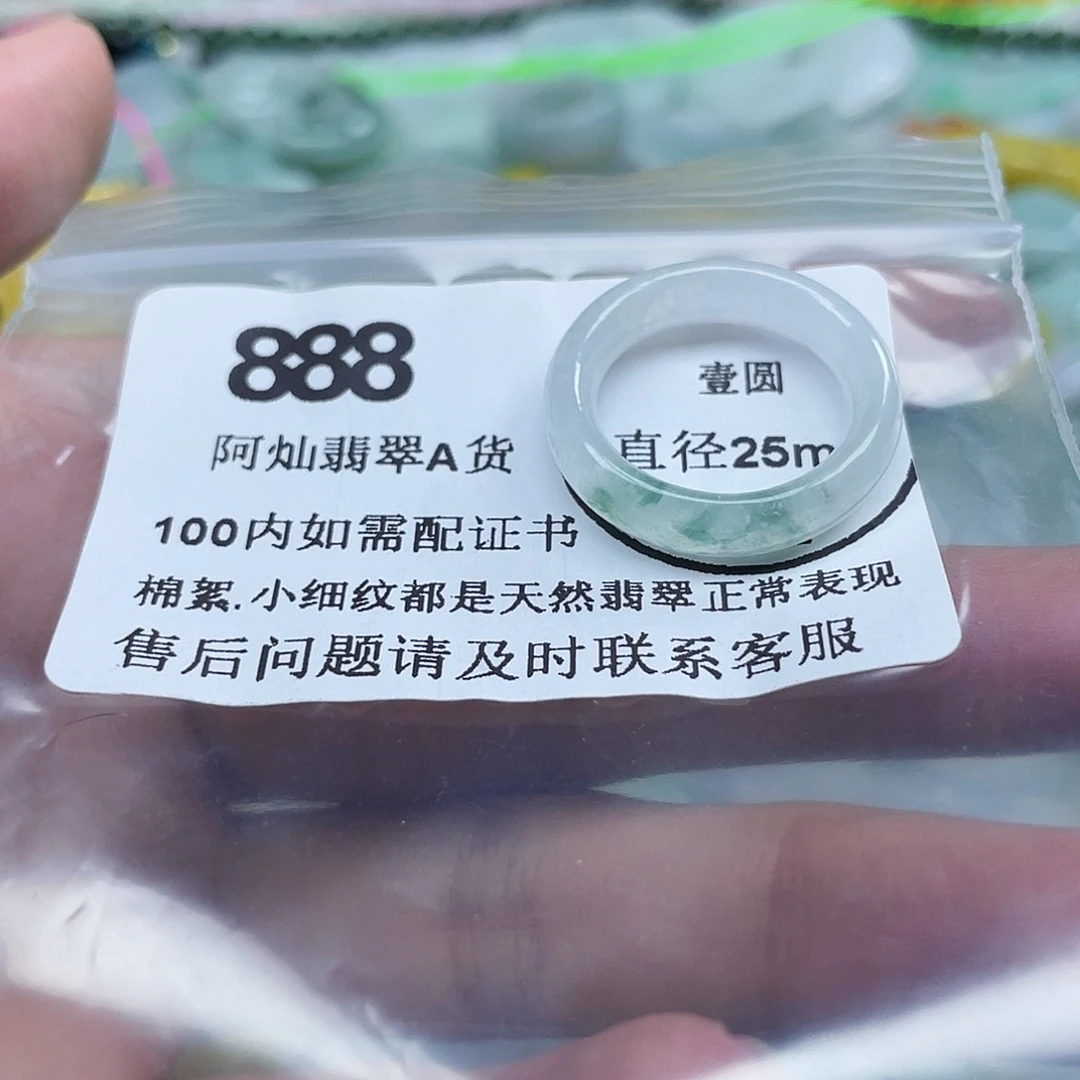 888
壹圆
阿灿翡翠A货
直径25m
100内如需配证书
棉絮.小细纹都是天然翡翠正常表现
售后问题请及时联系客服